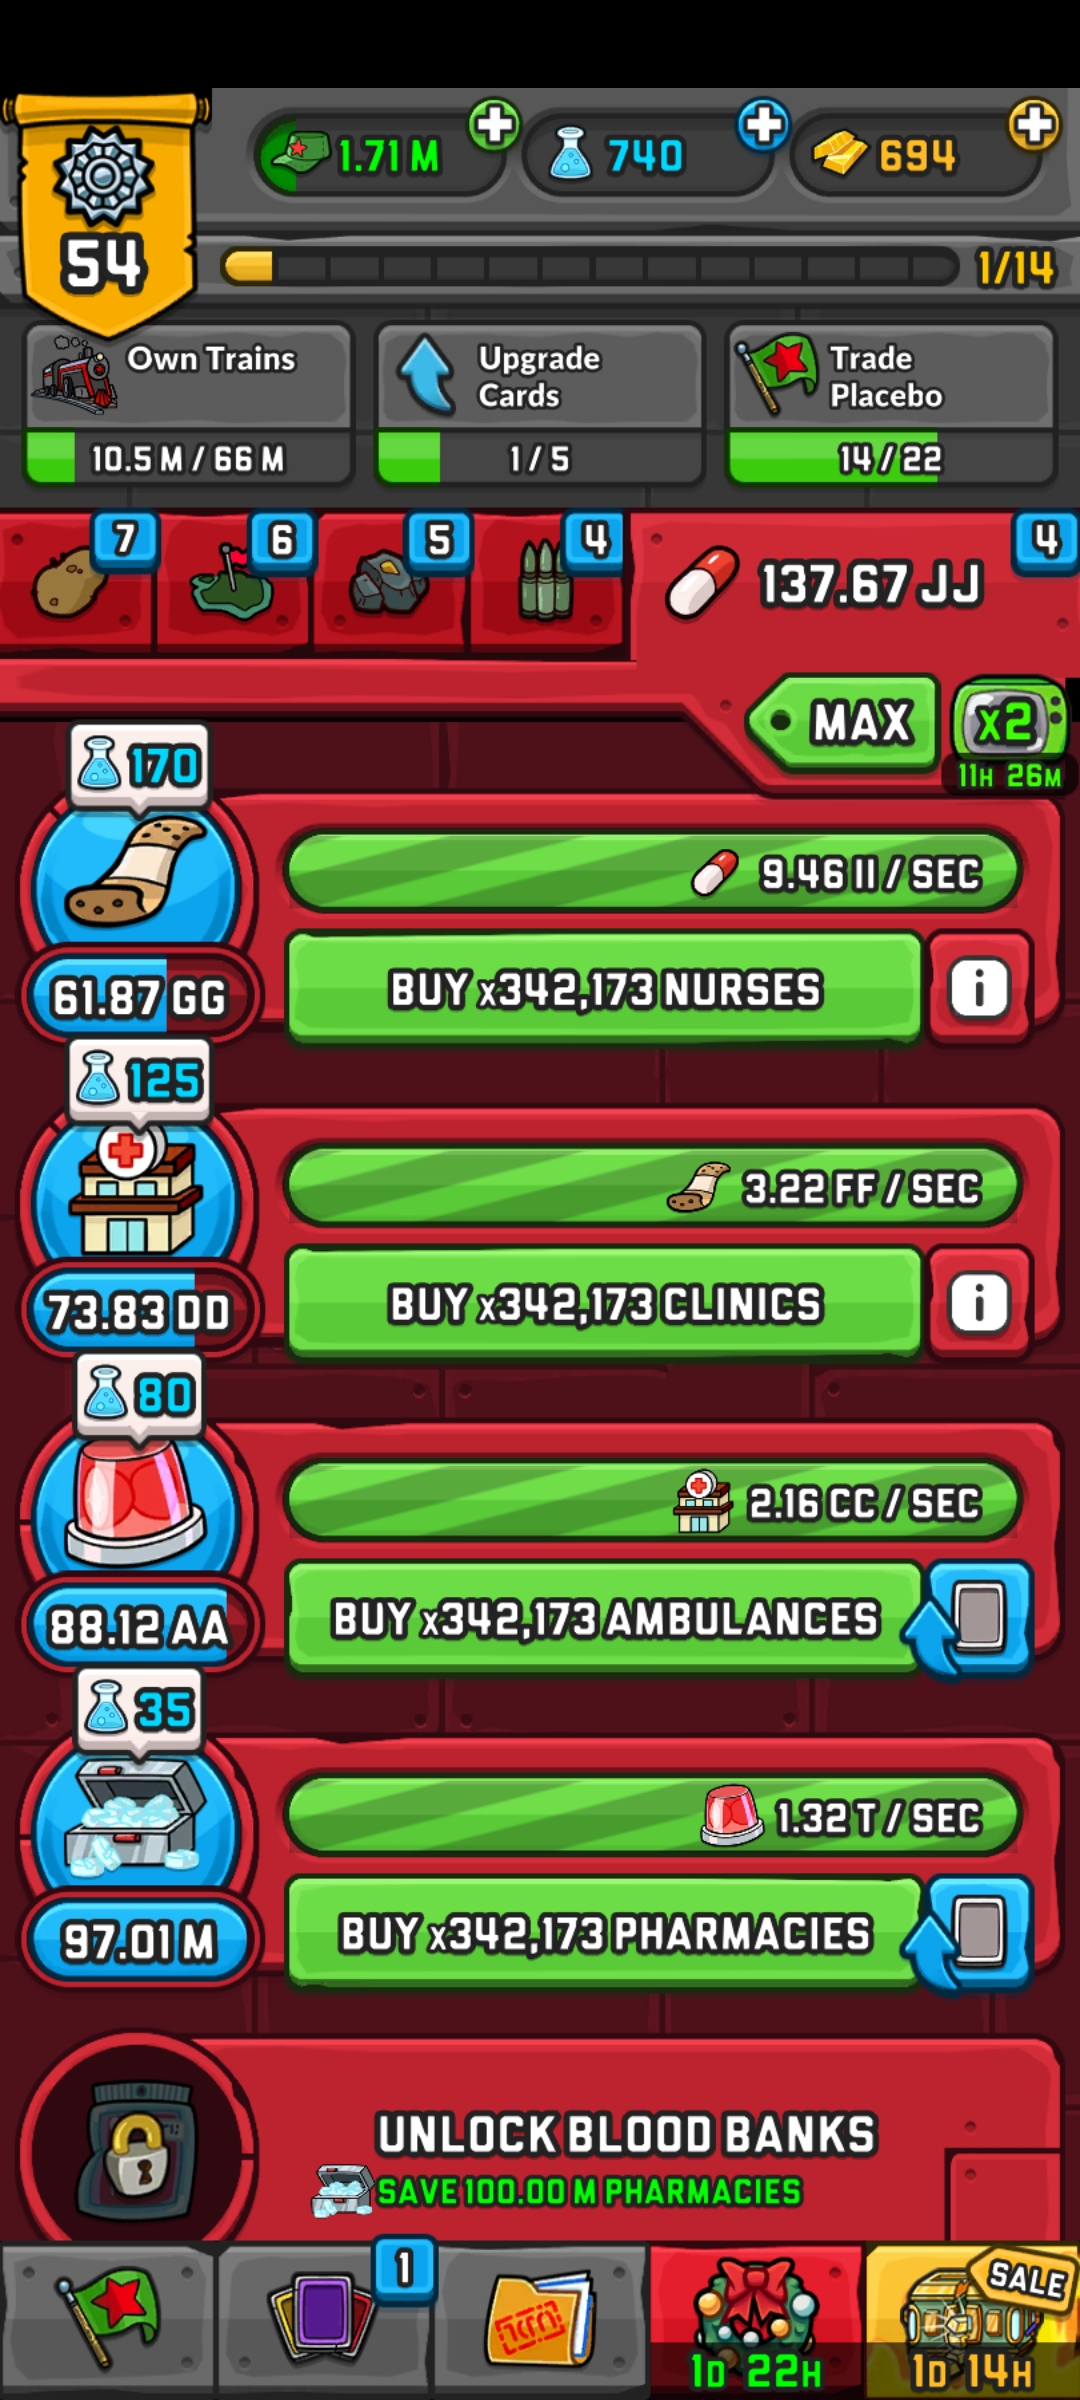 54
1.71 M
740
694
1/14
Own Trains
10.5 M / 66 M
Upgrade
Cards
1 / 5
Trade
Placebo
14 / 22
7
6
5
4
137.67 JJ
4
MAX
x2
11H 26M
170
9.46 II / SEC
61.87 GG
BUY x342,173 NURSES
i
125
3.22 FF / SEC
73.83 DD
BUY x342,173 CLINICS
i
80
2.16 CC / SEC
88.12 AA
BUY x342,173 AMBULANCES
35
1.32 T / SEC
97.01 M
BUY x342,173 PHARMACIES
UNLOCK BLOOD BANKS
SAVE 100.00 M PHARMACIES
1
SALE
1D 22H
1D 14H